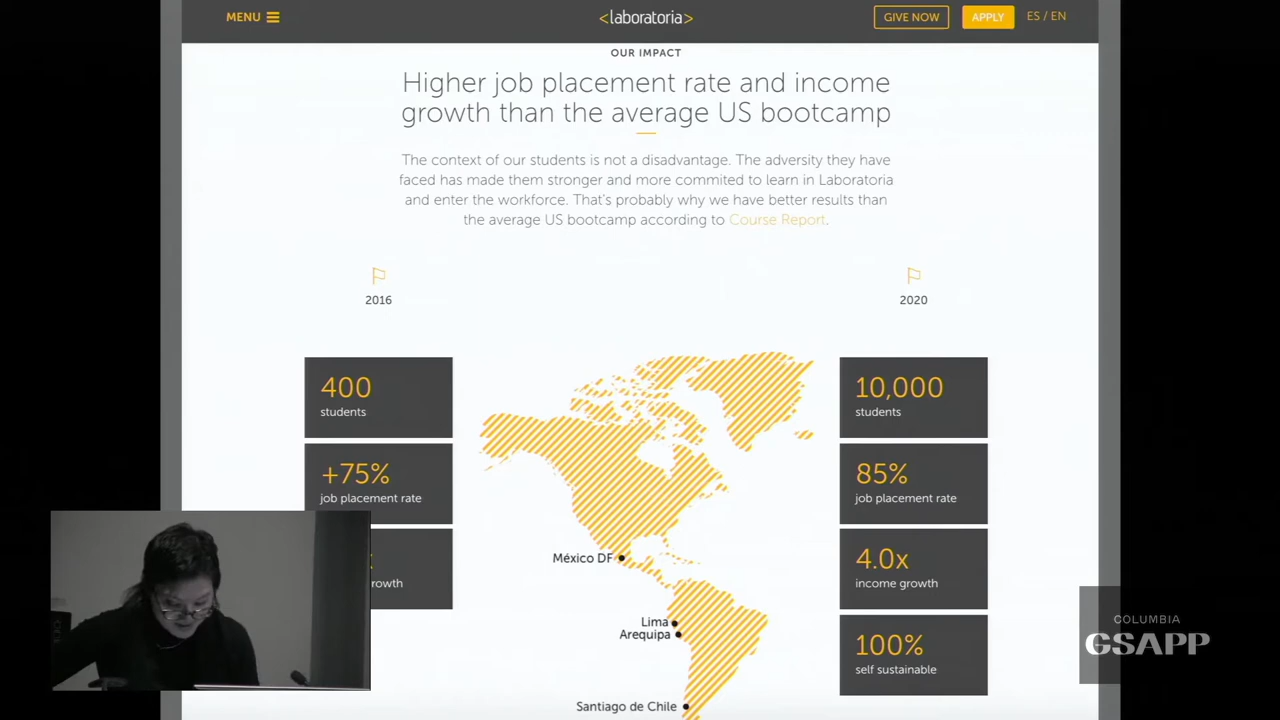 MENU
<laboratoria>
GIVE NOW
APPLY
ES / EN
OUR IMPACT
Higher job placement rate and income
growth than the average US bootcamp
The context of our students is not a disadvantage. The adversity they have
faced has made them stronger and more commited to learn in Laboratoria
and enter the workforce. That's probably why we have better results than
the average US bootcamp according to Course Report.
2016
2020
400
students
+75%
job placement rate
rowth
México DF
Lima
Arequipa
Santiago de Chile
10,000
students
85%
job placement rate
4.0x
income growth
100%
self sustainable
COLUMBIA
GSAPP